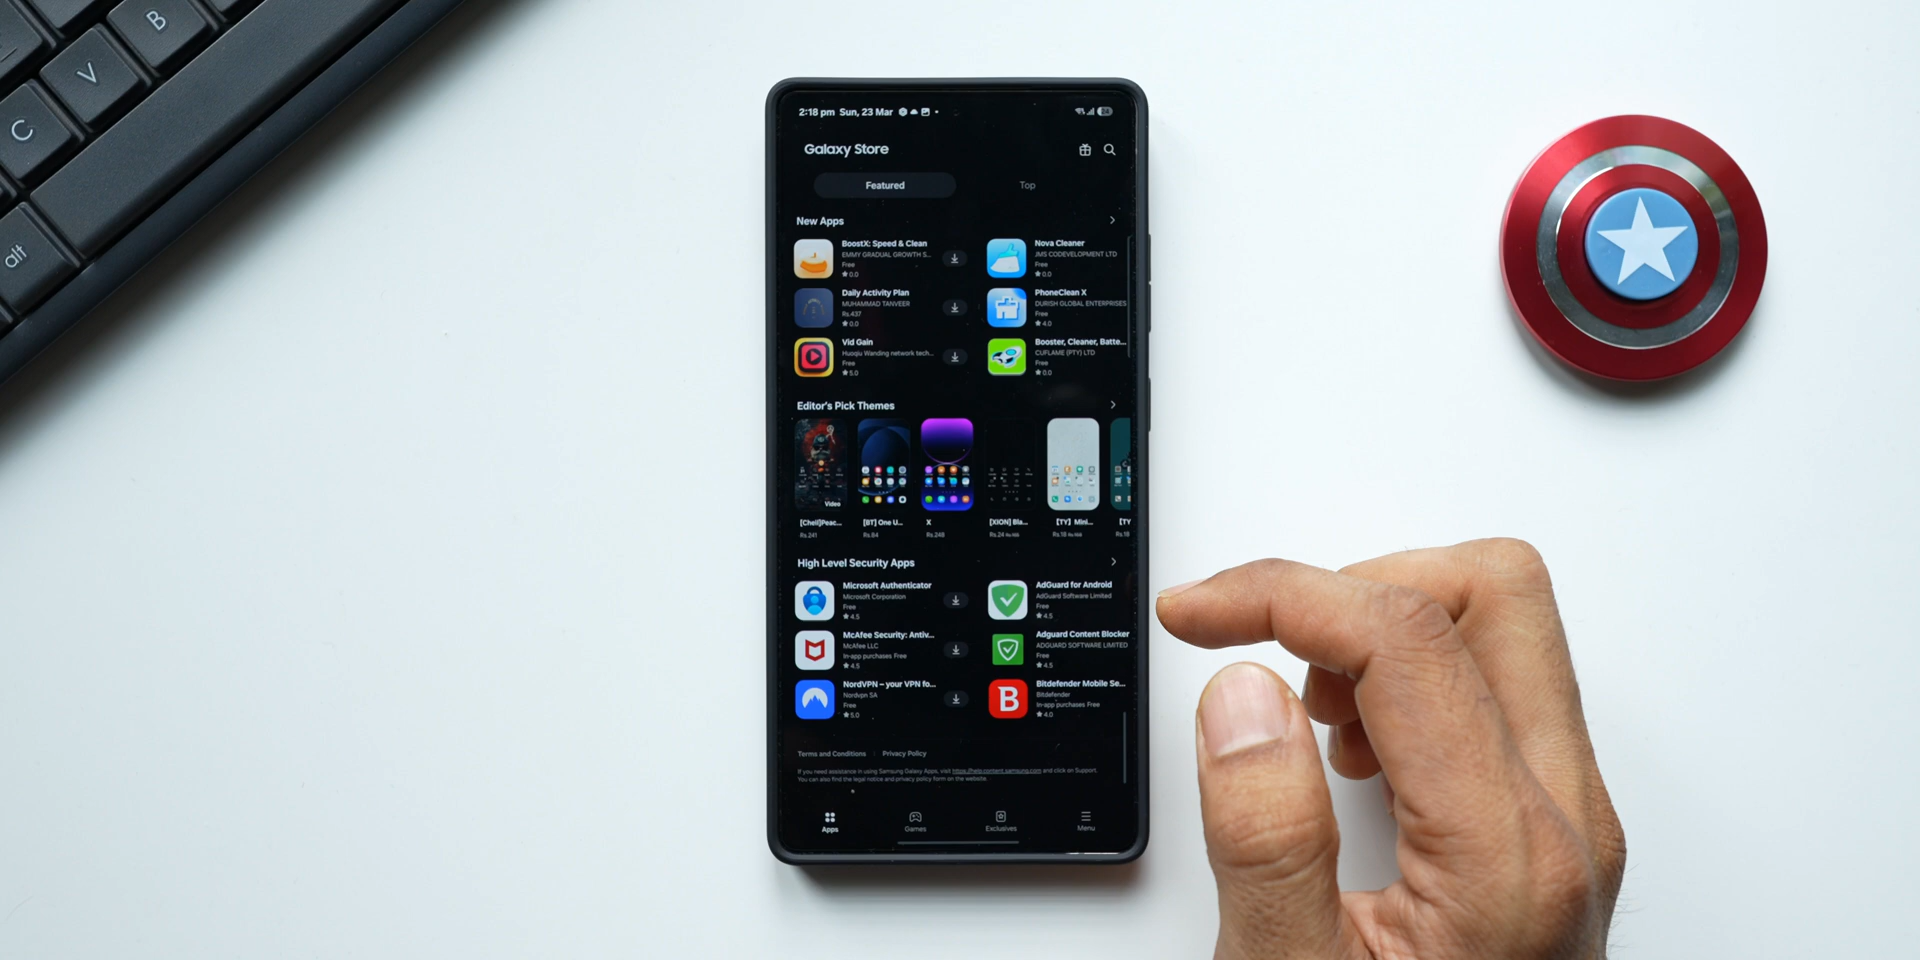 B
V
C
alt
2:18 pm Sun, 23 Mar
Galaxy Store
Featured
Top
New Apps
BoostX: Speed & Clean
EMMY GRADUAL GROWTH S...
Free
★0.0
Nova Cleaner
JMS CODEVELOPMENT LTD
Free
★0.0
Daily Activity Plan
MUHAMMAD TANVEER
Rs.437
★0.0
PhoneClean X
DURISH GLOBAL ENTERPRISES
Free
★4.0
Vid Gain
Huoqiu Wanding network tech...
Free
★5.0
Booster, Cleaner, Batte...
CUFLAME (PTY) LTD
Free
★0.0
Editor's Pick Themes
Video
[Cheil]Peac...
Rs.241
[BT] One U...
Rs.84
X
Rs.248
[XION] Bla...
Rs.24
[TY] Mini...
Rs.18
[TY
Rs.18
High Level Security Apps
Microsoft Authenticator
Microsoft Corporation
Free
★4.5
AdGuard for Android
AdGuard Software Limited
Free
★4.5
McAfee Security: Antiv...
McAfee LLC
In-app purchases Free
★4.5
Adguard Content Blocker
ADGUARD SOFTWARE LIMITED
Free
★4.5
NordVPN – your VPN fo...
Nordvpn SA
Free
★5.0
B
Bitdefender Mobile Se...
Bitdefender
In-app purchases Free
★4.0
Terms and Conditions
Privacy Policy
If you need assistance in using Samsung Galaxy Apps, visit https://help.content.samsung.com and click on Support.
You can also find the legal notice and privacy policy form on the website.
Apps
Games
Exclusives
Menu